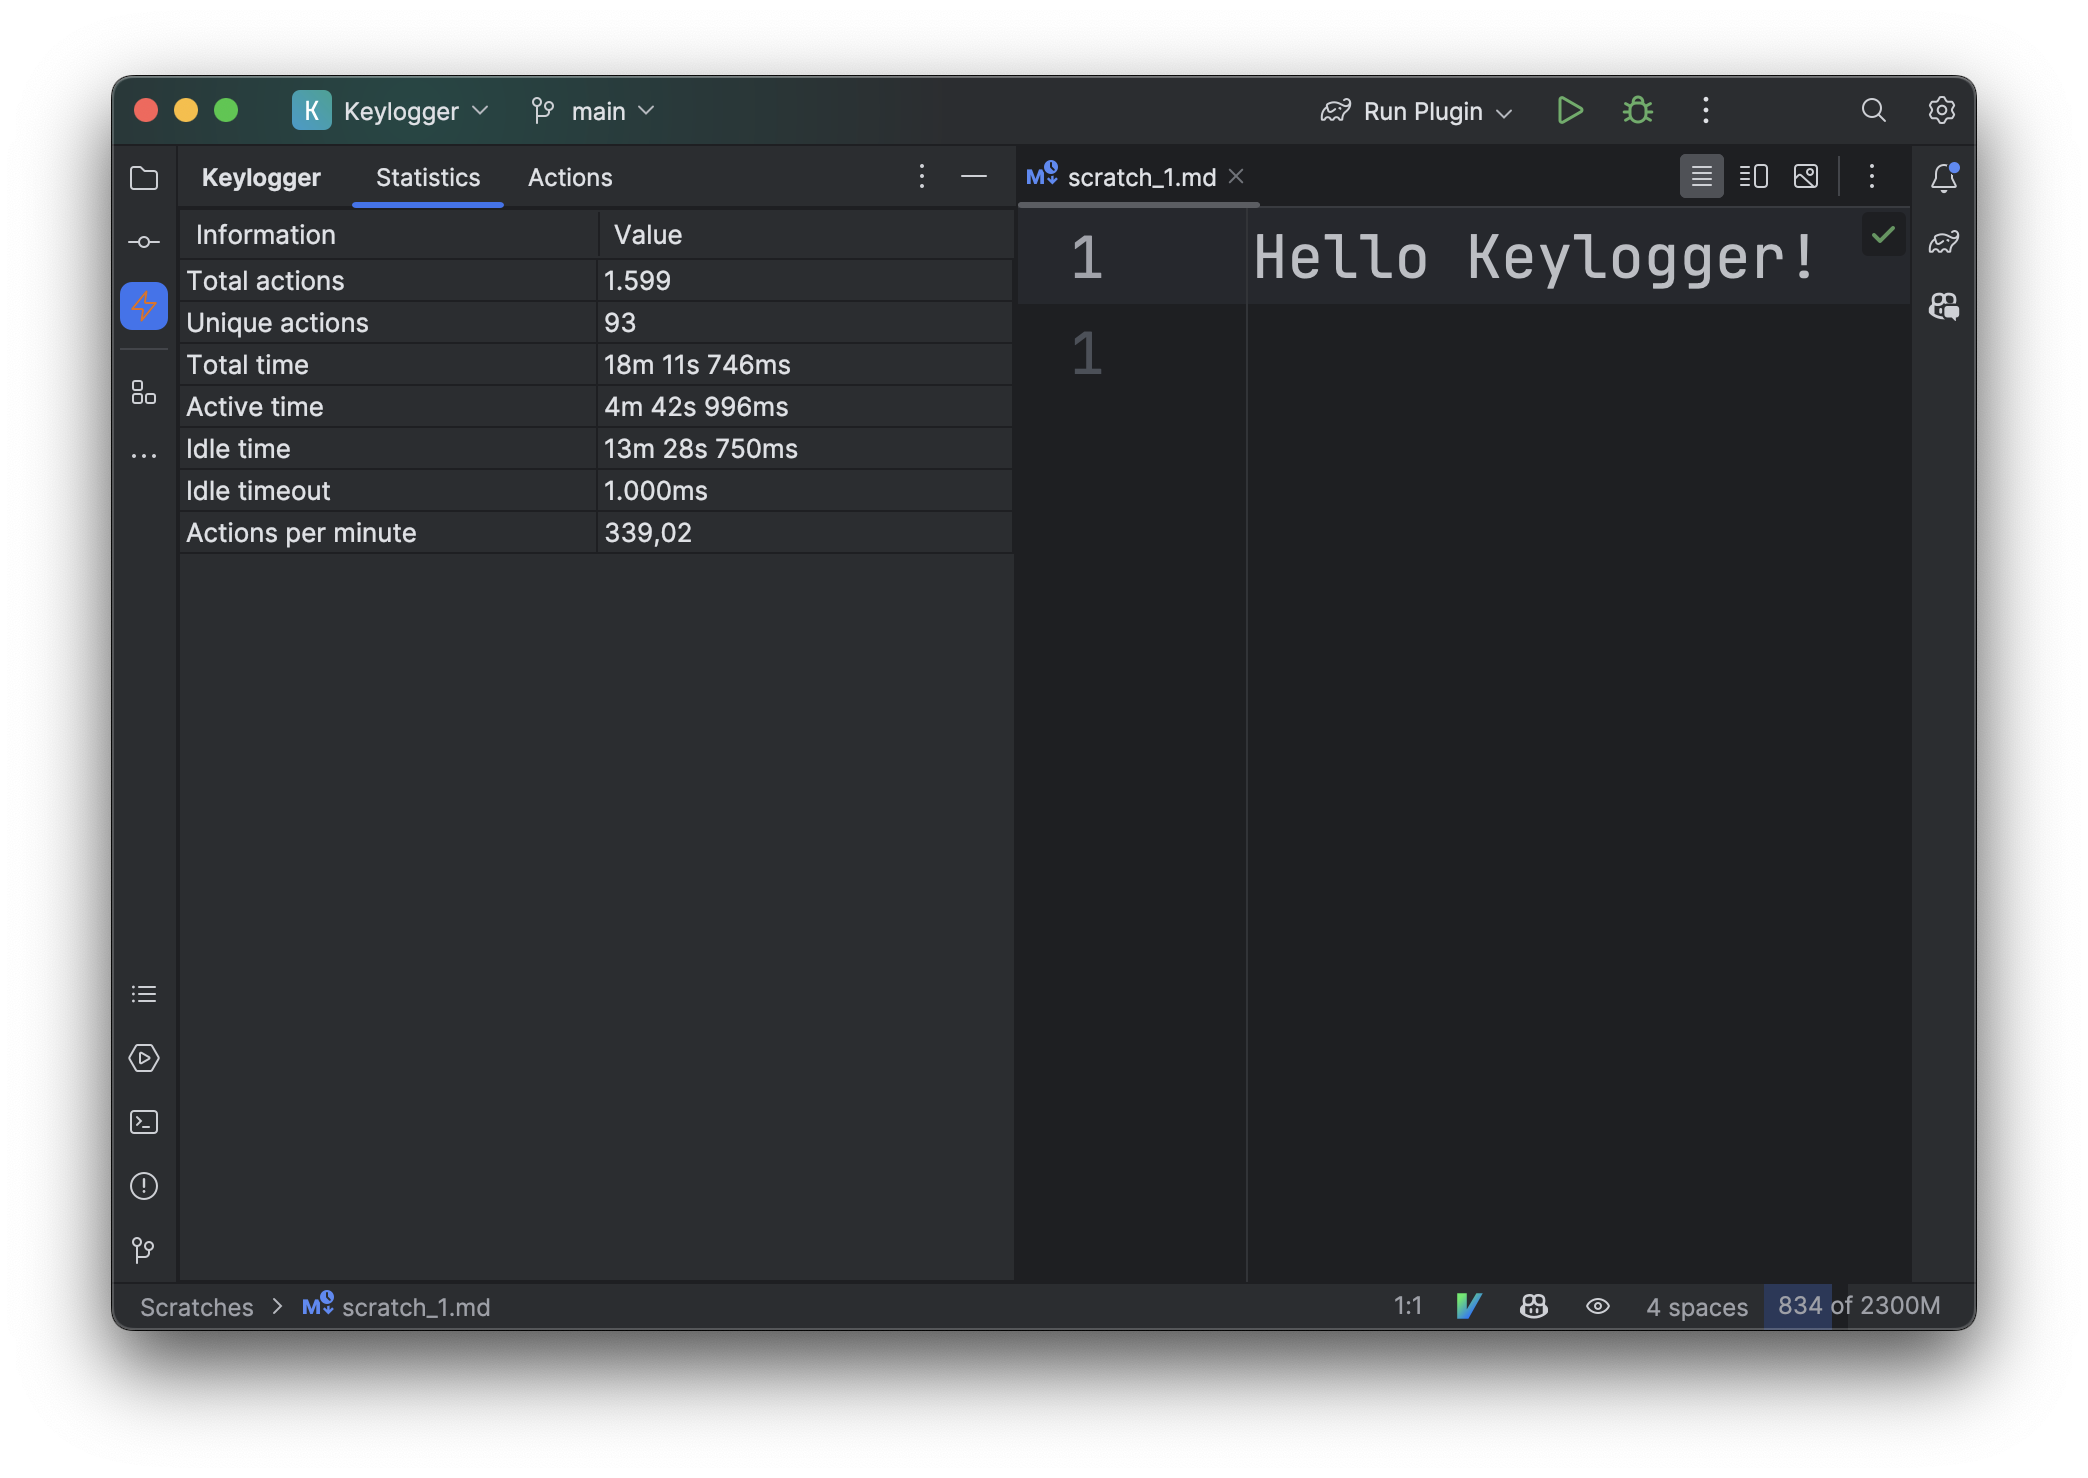 K Keylogger main Run Plugin
Keylogger Statistics Actions
scratch_1.md
Information Value
Total actions 1.599
Unique actions 93
Total time 18m 11s 746ms
Active time 4m 42s 996ms
Idle time 13m 28s 750ms
Idle timeout 1.000ms
Actions per minute 339,02
1 Hello Keylogger!
1
Scratches > scratch_1.md 1:1 4 spaces 834 of 2300M